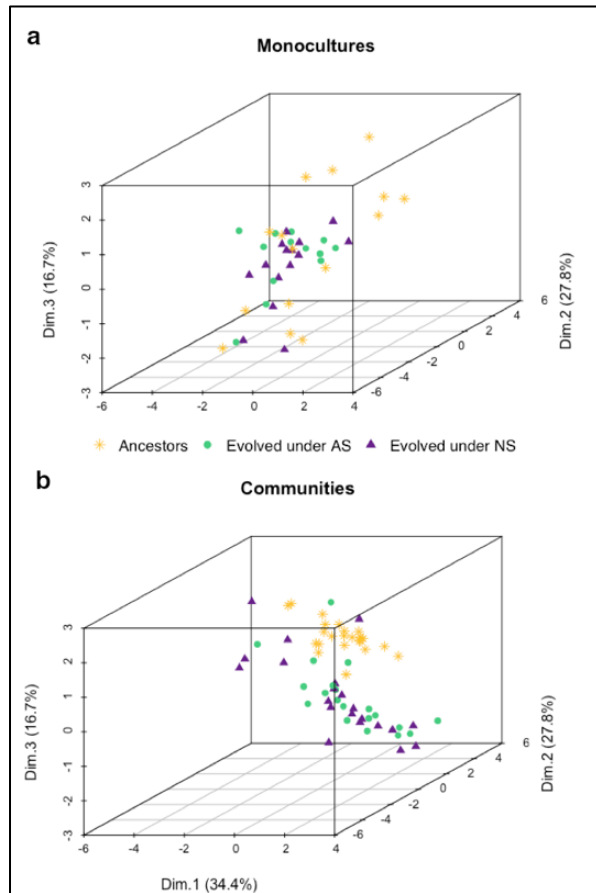 a
Monocultures
Dim.3 (16.7%)
3
2
1
0
-1
-2
-3
-6 -4 -2 0 2 4
-6
-4
-2
0
2
4
6
Dim.2 (27.8%)
Ancestors Evolved under AS Evolved under NS
b
Communities
Dim.3 (16.7%)
3
2
1
0
-1
-2
-3
-6 -4 -2 0 2 4
-6
-4
-2
0
2
4
6
Dim.2 (27.8%)
Dim.1 (34.4%)